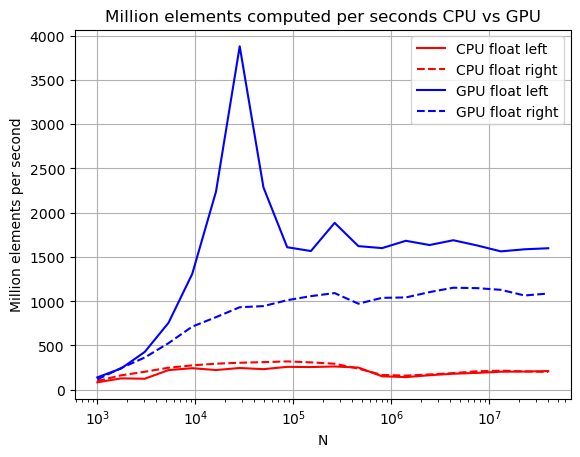 Million elements computed per seconds CPU vs GPU
4000
3500
3000
2500
2000
1500
1000
500
0
Million elements per second
CPU float left
CPU float right
GPU float left
GPU float right
10³ 10⁴ 10⁵ 10⁶ 10⁷
N